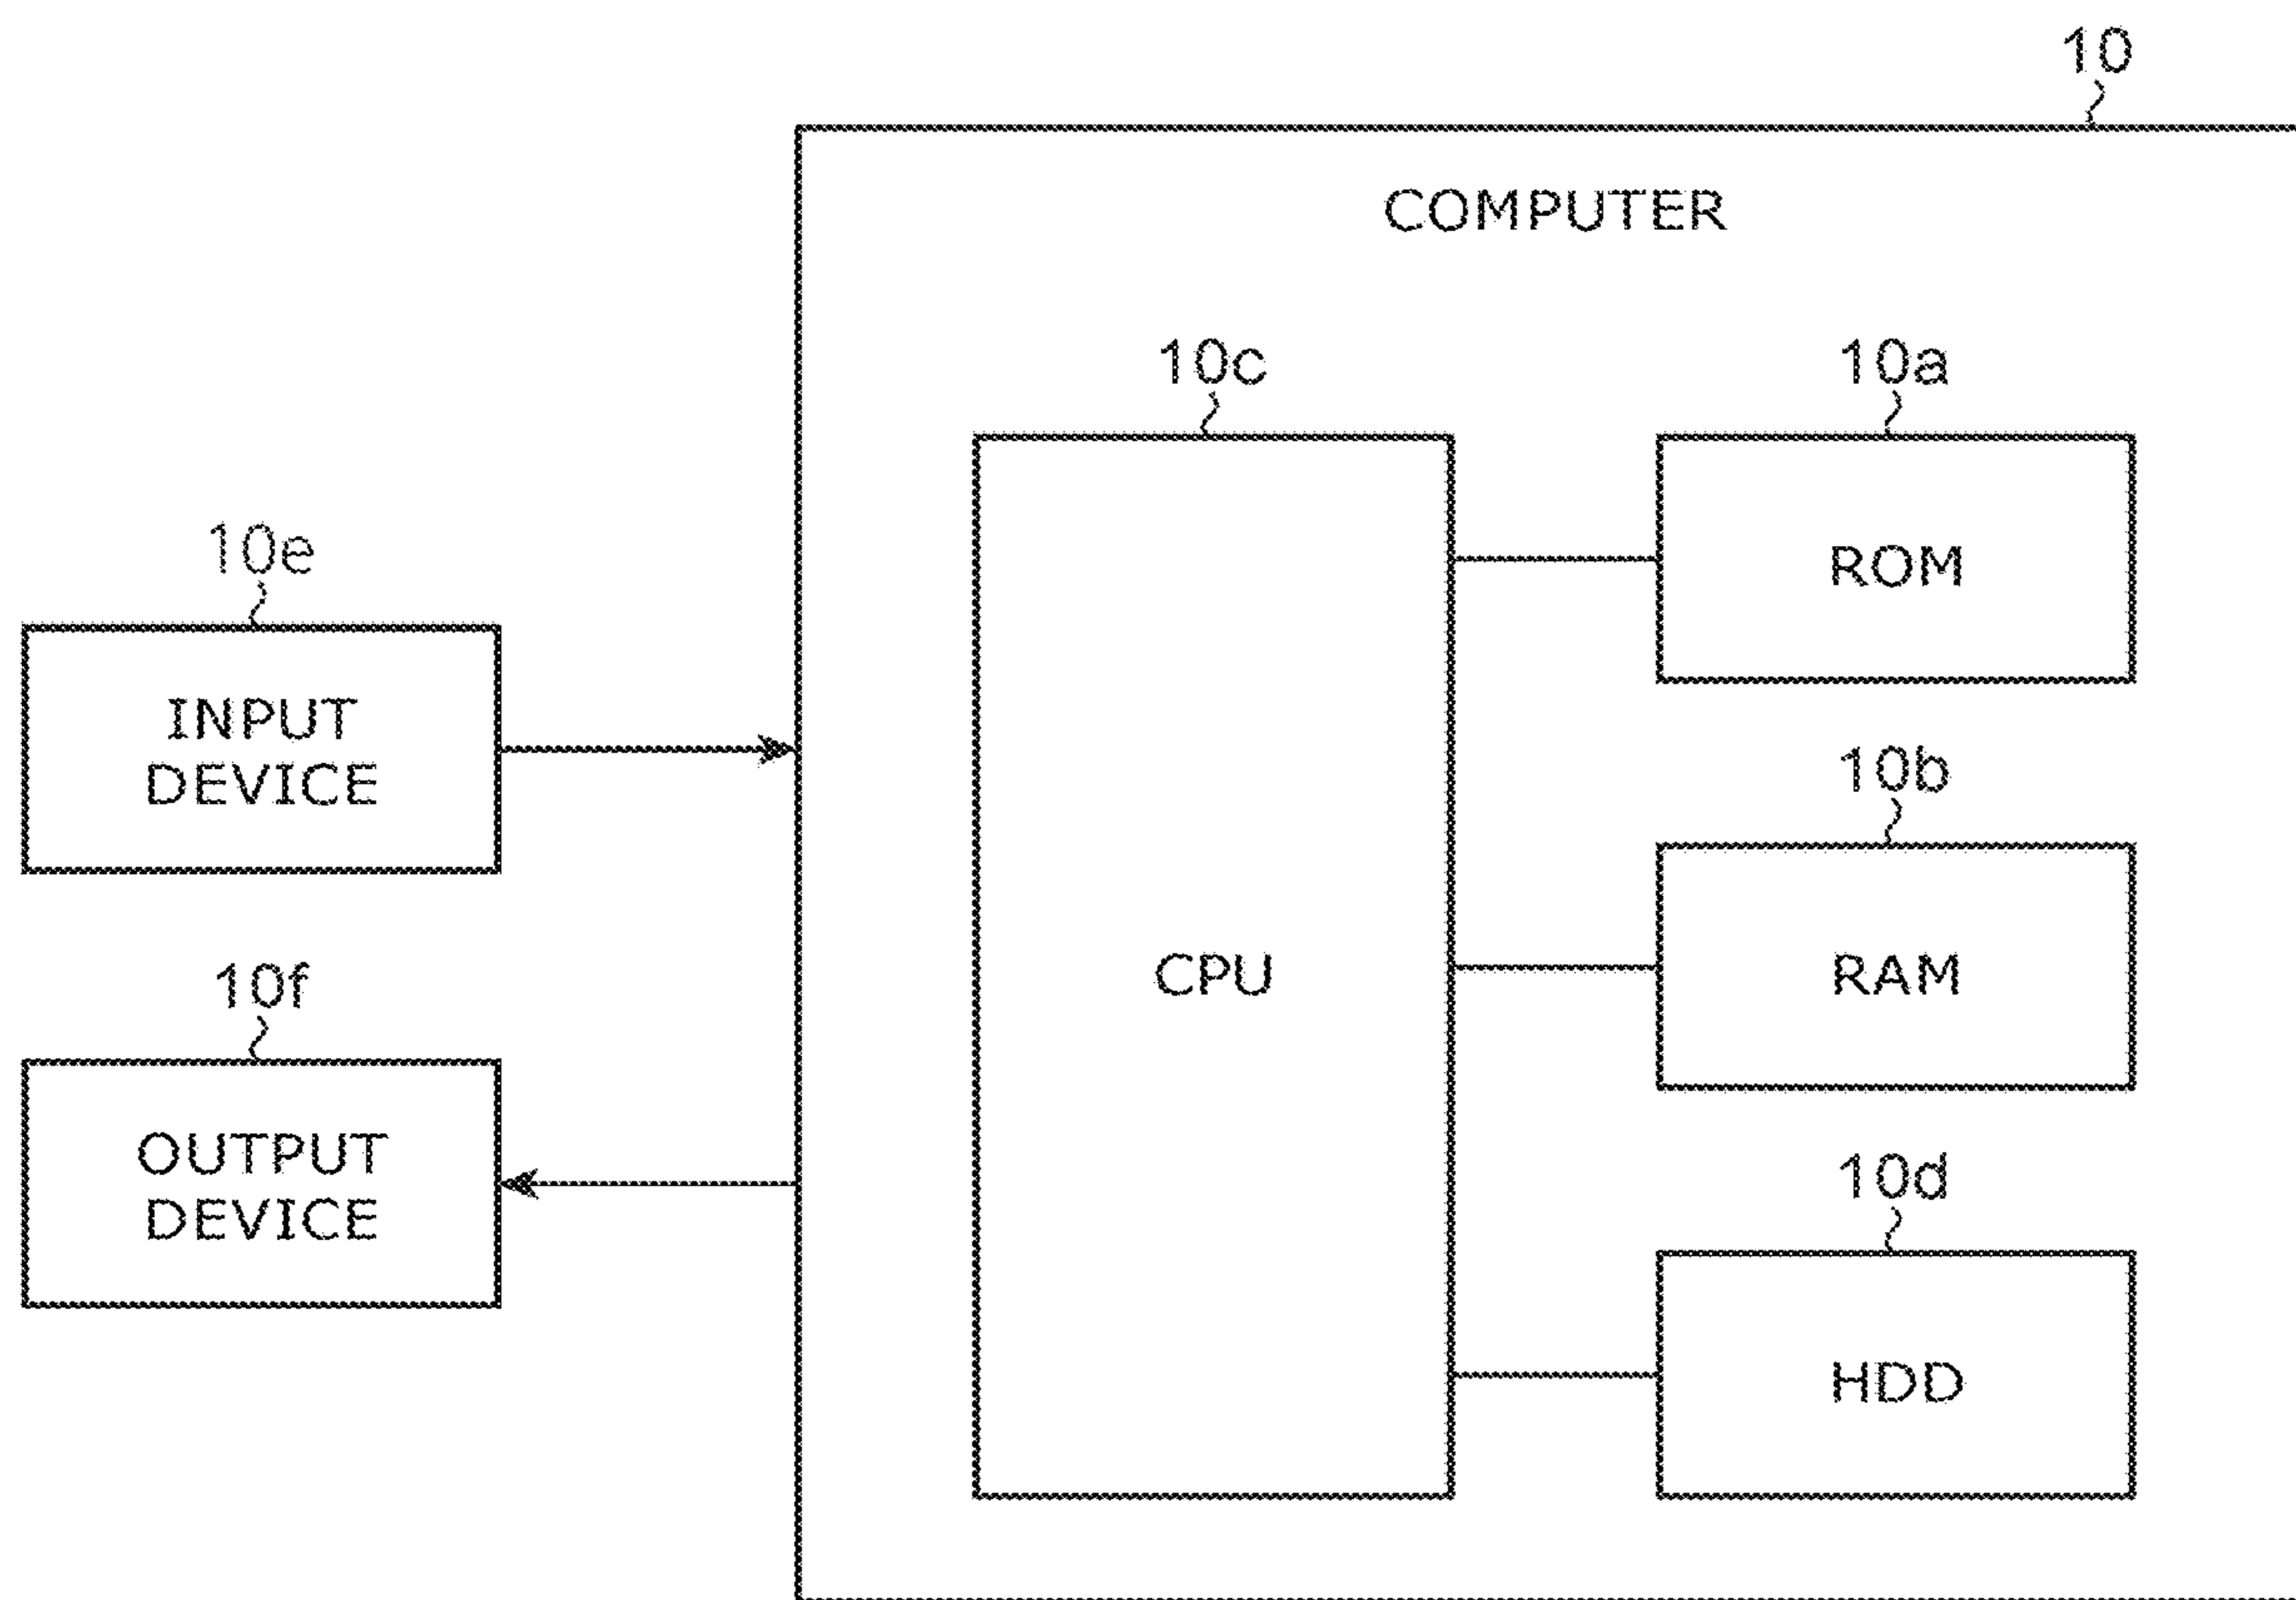 10
COMPUTER
10c
10a
10e
ROM
INPUT
DEVICE
10b
10f
CPU
RAM
OUTPUT
DEVICE
10d
HDD